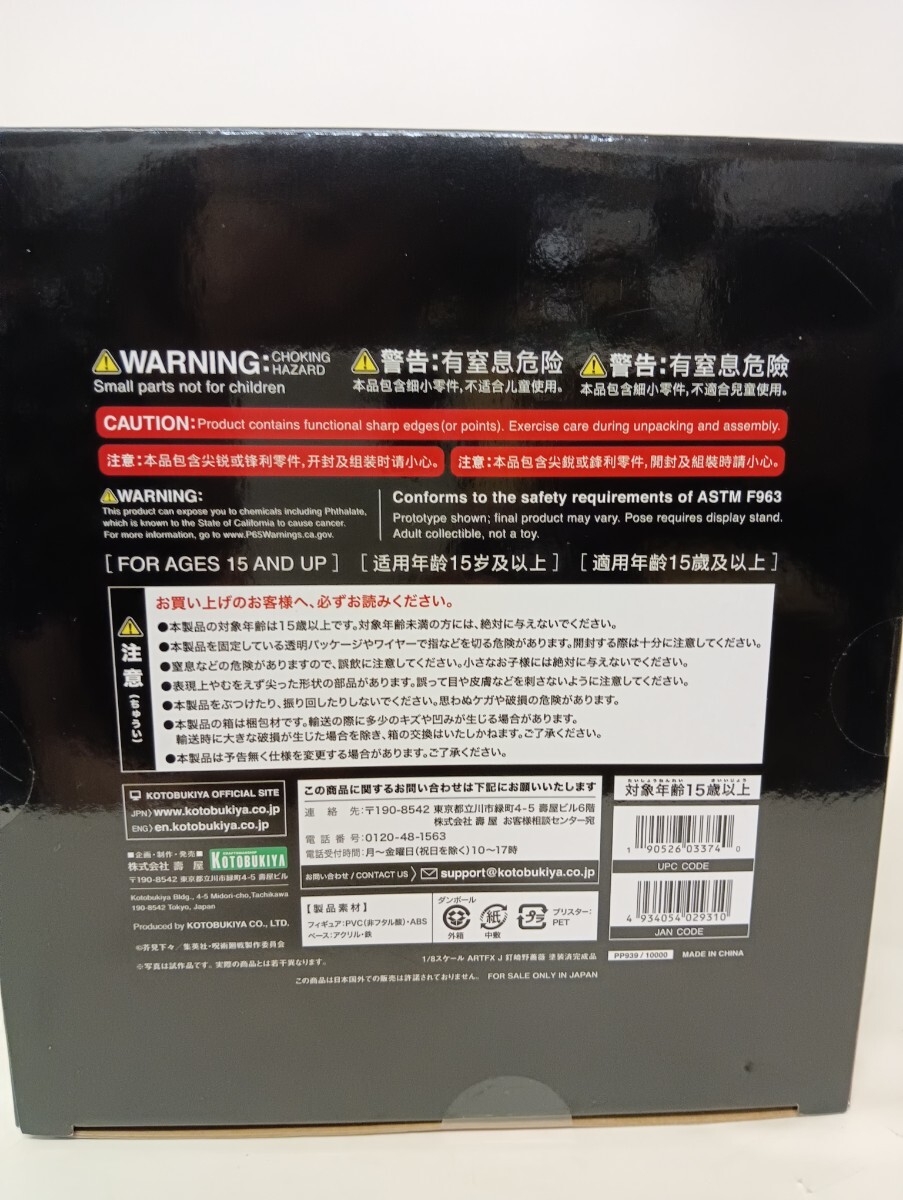 ⚠WARNING: CHOKING HAZARD
Small parts not for children
⚠警告:有窒息危险
本品包含細小零件,不适合儿童使用。
⚠警告:有窒息危險
本品包含細小零件,不適合兒童使用。
CAUTION: Product contains functional sharp edges(or points). Exercise care during unpacking and assembly.
注意:本品包含尖锐或锋利零件,开封及组装时请小心。
注意:本品包含尖銳或鋒利零件,開封及組裝時請小心。
⚠WARNING:
This product can expose you to chemicals including Phthalate,
which is known to the State of California to cause cancer.
For more information, go to www.P65Warnings.ca.gov.
Conforms to the safety requirements of ASTM F963
Prototype shown; final product may vary. Pose requires display stand.
Adult collectible, not a toy.
[FOR AGES 15 AND UP] [适用年龄15岁及以上] [適用年齡15歲及以上]
注意(ちゅうい)
お買い上げのお客様へ、必ずお読みください。
●本製品の対象年齢は15歳以上です。対象年齢未満の方には、絶対に与えないでください。
●本製品を固定している透明パッケージやワイヤーで指などを切る危険があります。開封する際は十分に注意してください。
●窒息などの危険がありますので、誤飲に注意してください。小さなお子様には絶対に与えないでください。
●表現上やむをえず尖った形状の部品があります。誤って目や皮膚などを刺さないように注意してください。
●本製品をぶつけたり、振り回したりしないでください。思わぬケガや破損の危険があります。
●本製品の箱は梱包材です。輸送の際に多少のキズや凹みが生じる場合があります。
輸送時に大きな破損が生じた場合を除き、箱の交換はいたしかねます。ご了承ください。
●本製品は予告無く仕様を変更する場合があります。ご了承ください。
KOTOBUKIYA OFFICIAL SITE
JPN〉www.kotobukiya.co.jp
ENG〉en.kotobukiya.co.jp
■企画・制作・発売■
株式会社 壽 屋
KOTOBUKIYA
〒190-8542 東京都立川市緑町4-5 壽屋ビル
Kotobukiya Bldg., 4-5 Midori-cho,Tachikawa
190-8542 Tokyo, Japan
Produced by KOTOBUKIYA CO., LTD.
©芥見下々/集英社・呪術廻戦製作委員会
※写真は試作品です。実際の商品とは若干異なります。
この商品に関するお問い合わせは下記にお願いいたします
連 絡 先:〒190-8542 東京都立川市緑町4-5 壽屋ビル6階
株式会社 壽 屋 お客様相談センター宛
電 話 番 号:0120-48-1563
電話受付時間:月〜金曜日(祝日を除く)10〜17時
お問い合わせ / CONTACT US 〉support@kotobukiya.co.jp
【製品素材】
フィギュア:PVC(非フタル酸)・ABS
ベース:アクリル・鉄
ダンボール
外箱
紙
中敷
PET
ブリスター:
PET
たいしょうねんれい さいいじょう
対象年齢15歳以上
1 90526 03374 0
UPC CODE
4 934054 029310
JAN CODE
1/8スケール ARTFX J 釘崎野薔薇 塗装済完成品
PP939 / 10000
MADE IN CHINA
この商品は日本国外での販売は許諾されておりません。 FOR SALE ONLY IN JAPAN